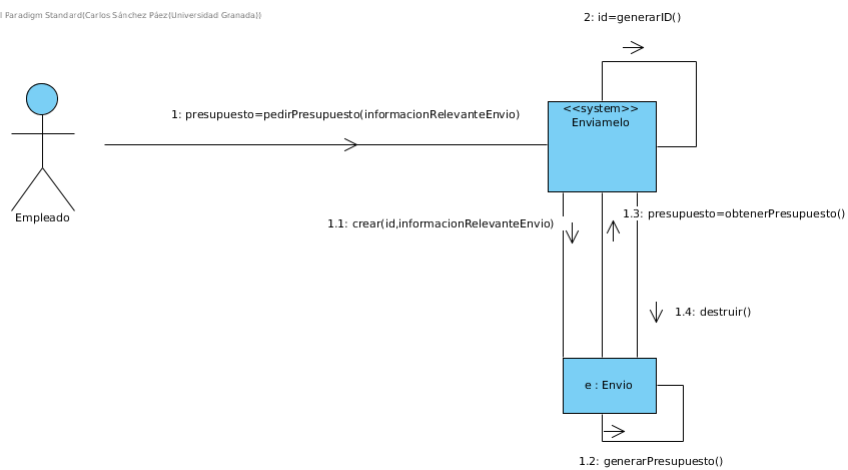 l Paradigm Standard(Carlos Sánchez Páez(Universidad Granada))
2: id=generarID()
1: presupuesto=pedirPresupuesto(informacionRelevanteEnvio)
<<system>>
Enviamelo
Empleado
1.1: crear(id,informacionRelevanteEnvio)
1.3: presupuesto=obtenerPresupuesto()
1.4: destruir()
e : Envio
1.2: generarPresupuesto()